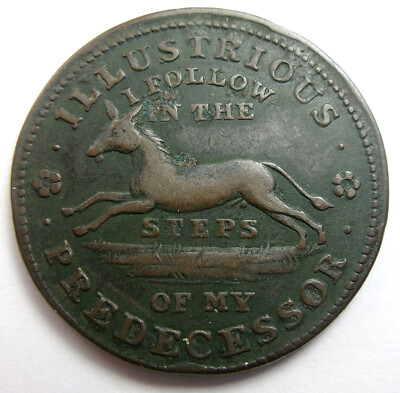 ILLUSTRIOUS
I FOLLOW
IN THE
STEPS
OF MY
PREDECESSOR